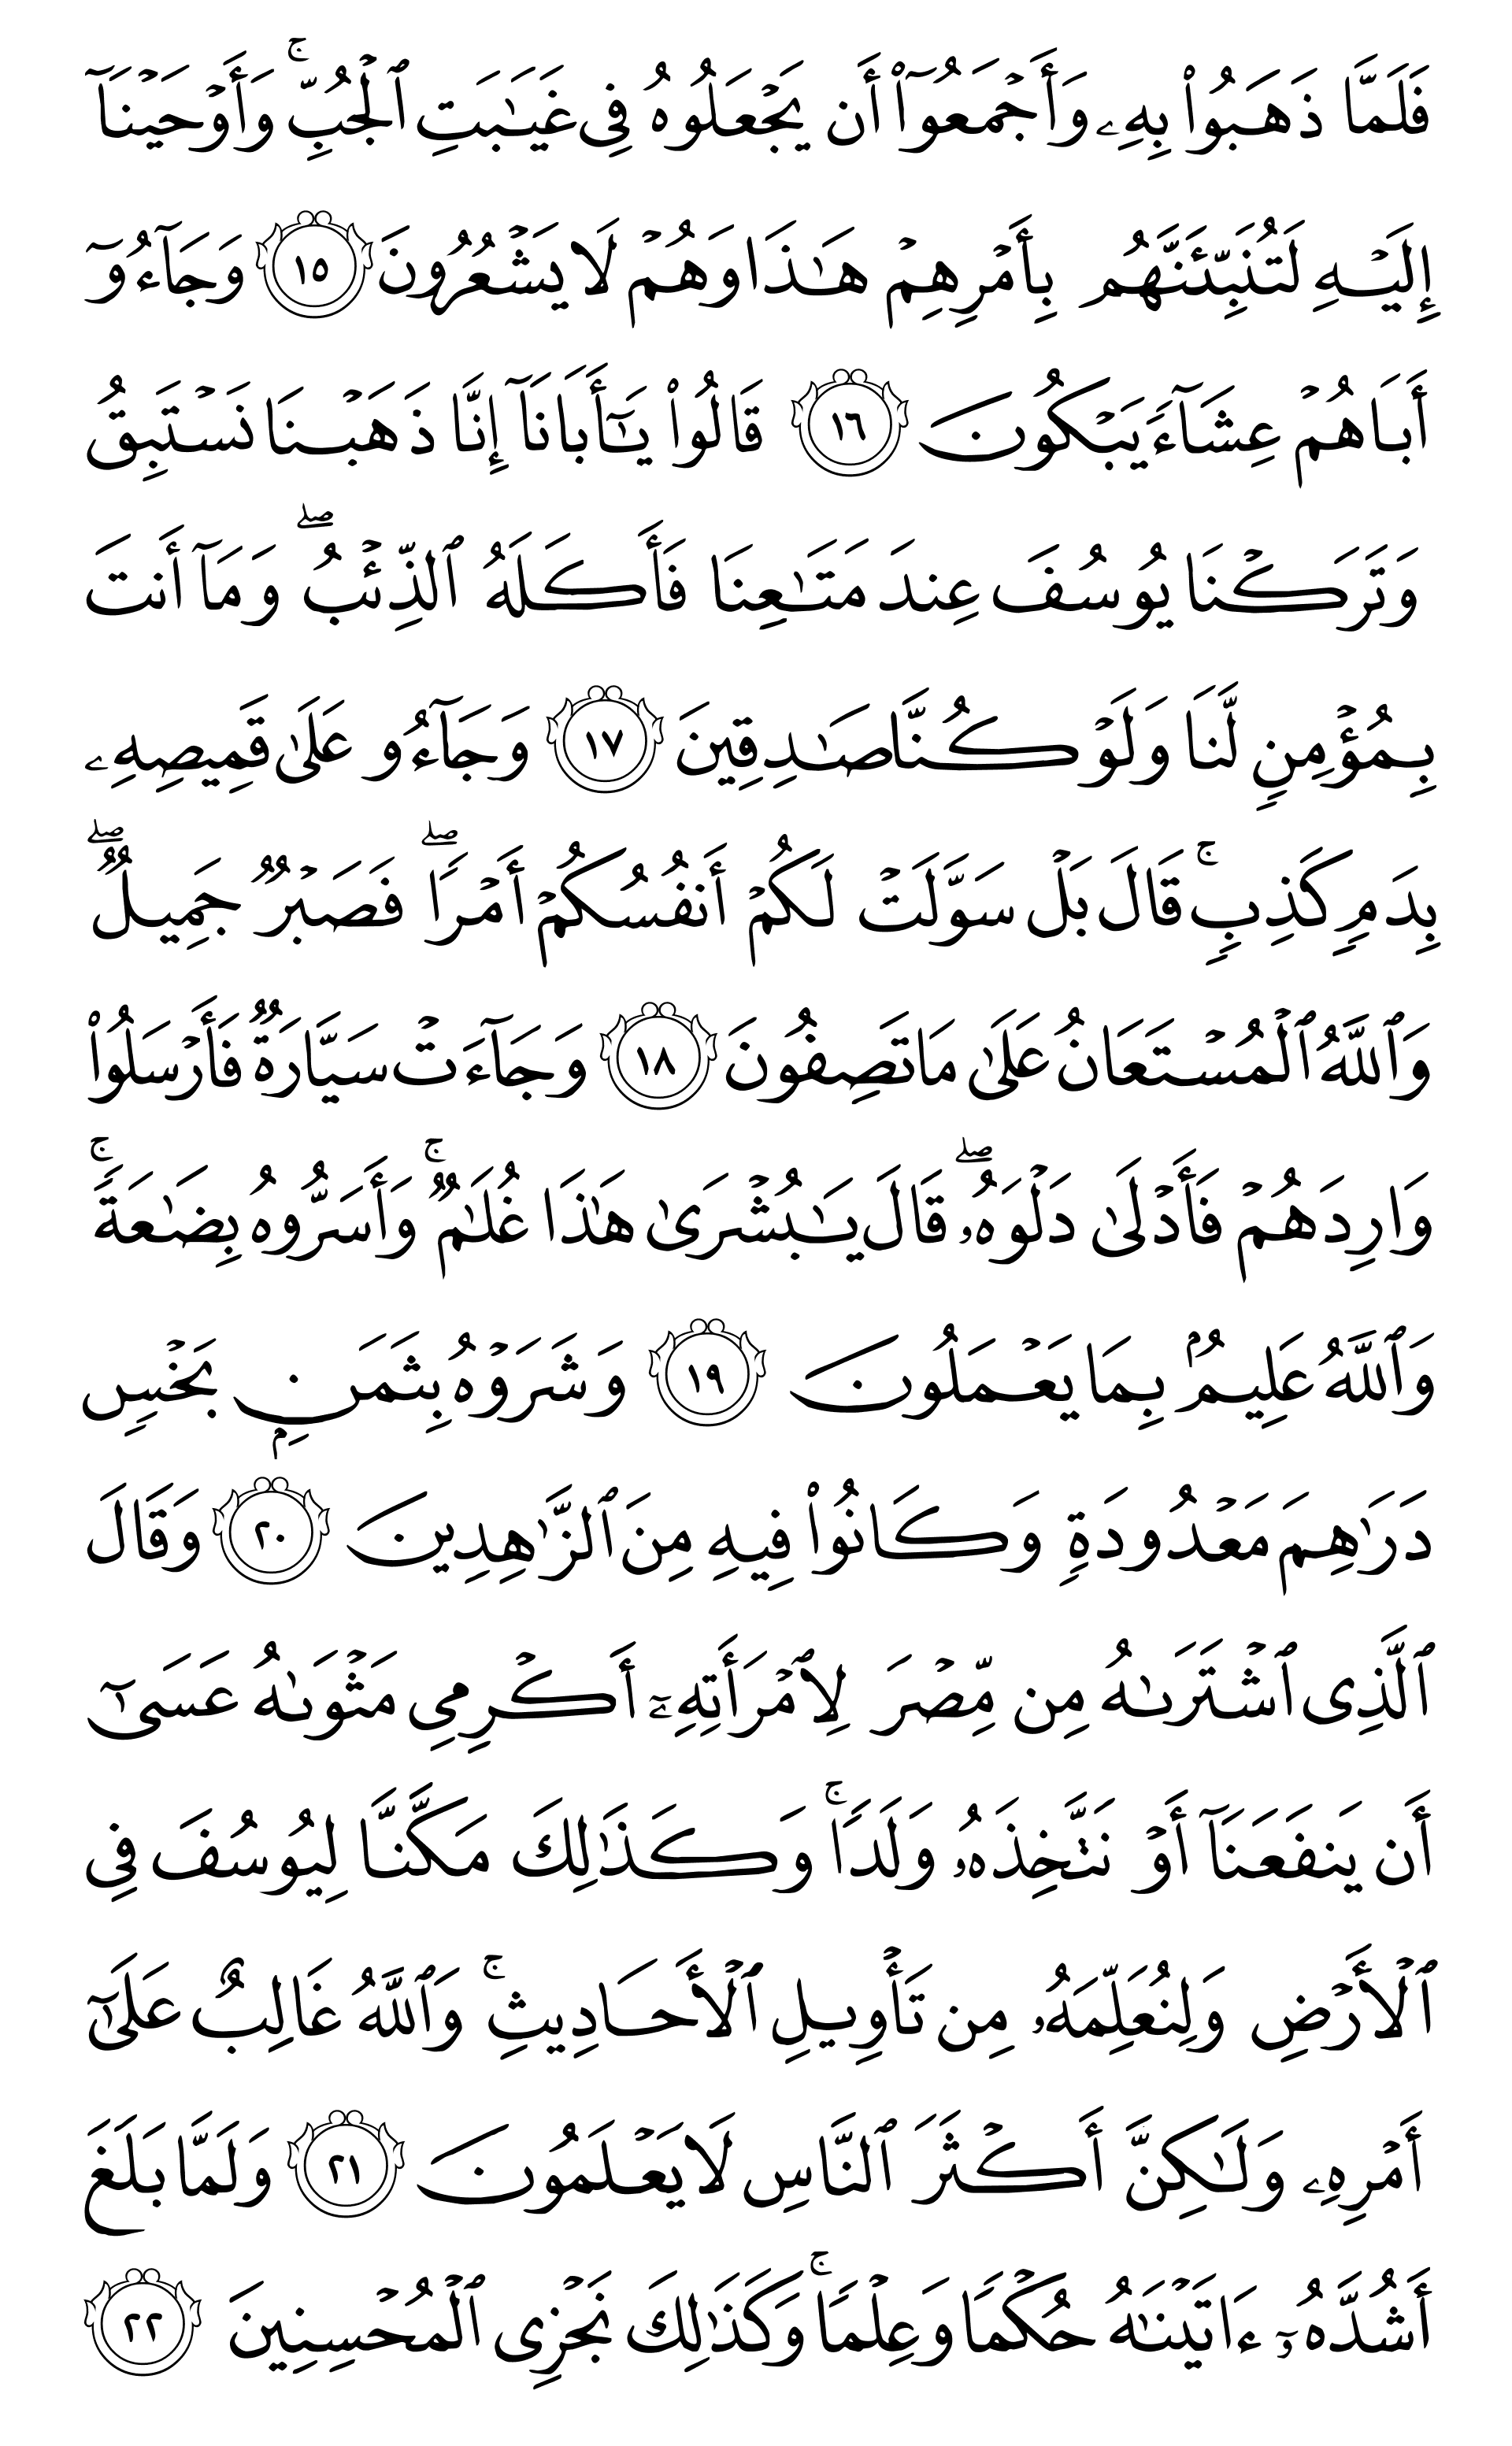 فَلَمَّا ذَهَبُوا۟ بِهِۦ وَأَجْمَعُوٓا۟ أَن يَجْعَلُوهُ فِى غَيَٰبَتِ ٱلْجُبِّ ۚ وَأَوْحَيْنَآ
إِلَيْهِ لَتُنَبِّئَنَّهُم بِأَمْرِهِمْ هَٰذَا وَهُمْ لَا يَشْعُرُونَ ١٥ وَجَآءُوٓ
أَبَاهُمْ عِشَآءً يَبْكُونَ ١٦ قَالُوا۟ يَٰٓأَبَانَآ إِنَّا ذَهَبْنَا نَسْتَبِقُ
وَتَرَكْنَا يُوسُفَ عِندَ مَتَٰعِنَا فَأَكَلَهُ ٱلذِّئْبُ ۖ وَمَآ أَنتَ
بِمُؤْمِنٍ لَّنَا وَلَوْ كُنَّا صَٰدِقِينَ ١٧ وَجَآءُو عَلَىٰ قَمِيصِهِۦ
بِدَمٍ كَذِبٍ ۚ قَالَ بَلْ سَوَّلَتْ لَكُمْ أَنفُسُكُمْ أَمْرًا ۖ فَصَبْرٌ جَمِيلٌ ۖ
وَٱللَّهُ ٱلْمُسْتَعَانُ عَلَىٰ مَا تَصِفُونَ ١٨ وَجَآءَتْ سَيَّارَةٌ فَأَرْسَلُوا۟
وَارِدَهُمْ فَأَدْلَىٰ دَلْوَهُۥ ۖ قَالَ يَٰبُشْرَىٰ هَٰذَا غُلَٰمٌ ۚ وَأَسَرُّوهُ بِضَٰعَةً ۚ
وَٱللَّهُ عَلِيمٌۢ بِمَا يَعْمَلُونَ ١٩ وَشَرَوْهُ بِثَمَنٍۭ بَخْسٍ
دَرَٰهِمَ مَعْدُودَةٍ وَكَانُوا۟ فِيهِ مِنَ ٱلزَّٰهِدِينَ ٢٠ وَقَالَ
ٱلَّذِى ٱشْتَرَىٰهُ مِن مِّصْرَ لِٱمْرَأَتِهِۦٓ أَكْرِمِى مَثْوَىٰهُ عَسَىٰٓ
أَن يَنفَعَنَآ أَوْ نَتَّخِذَهُۥ وَلَدًا ۚ وَكَذَٰلِكَ مَكَّنَّا لِيُوسُفَ فِى
ٱلْأَرْضِ وَلِنُعَلِّمَهُۥ مِن تَأْوِيلِ ٱلْأَحَادِيثِ ۚ وَٱللَّهُ غَالِبٌ عَلَىٰٓ
أَمْرِهِۦ وَلَٰكِنَّ أَكْثَرَ ٱلنَّاسِ لَا يَعْلَمُونَ ٢١ وَلَمَّا بَلَغَ
أَشُدَّهُۥٓ ءَاتَيْنَٰهُ حُكْمًا وَعِلْمًا ۚ وَكَذَٰلِكَ نَجْزِى ٱلْمُحْسِنِينَ ٢٢